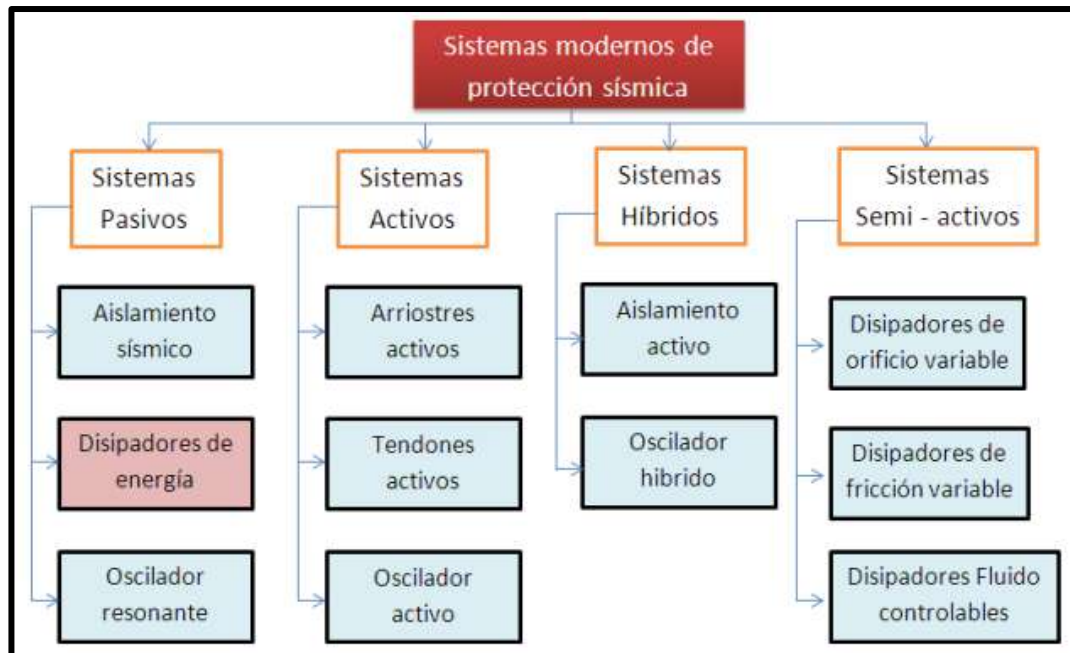 Sistemas modernos de
protección sísmica
Sistemas
Pasivos
Aislamiento
sísmico
Disipadores de
energía
Oscilador
resonante
Sistemas
Activos
Arriostres
activos
Tendones
activos
Oscilador
activo
Sistemas
Híbridos
Aislamiento
activo
Oscilador
hibrido
Sistemas
Semi - activos
Disipadores de
orificio variable
Disipadores de
fricción variable
Disipadores Fluido
controlables